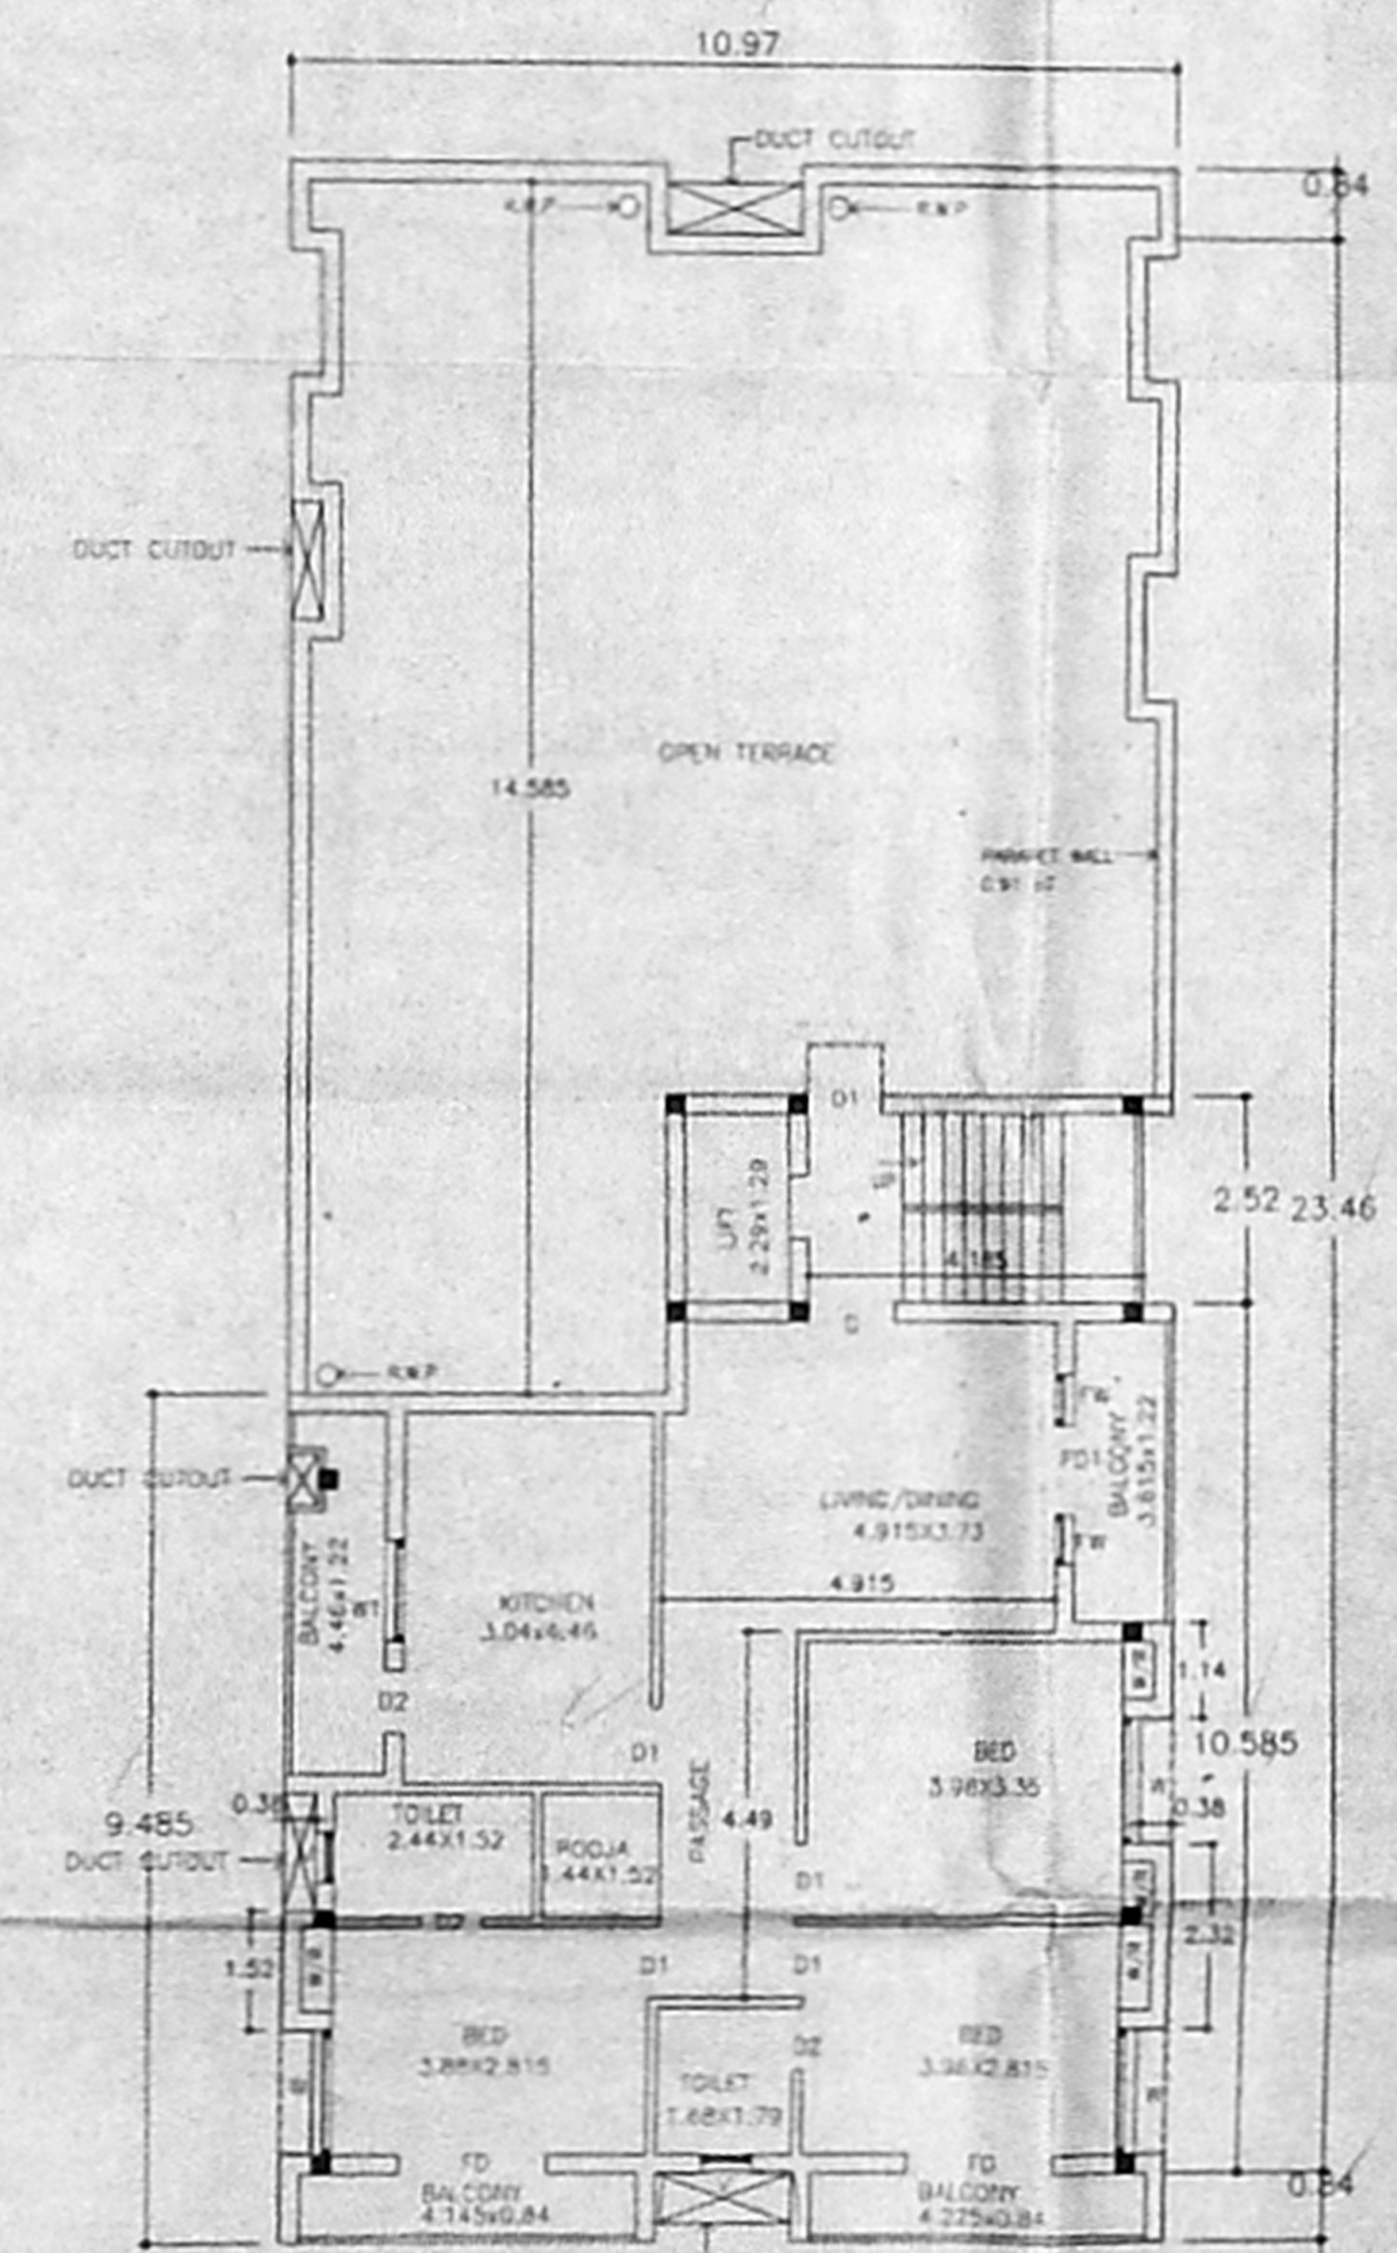 10.97
DUCT CUTOUT
0.84
R.W.P
R.W.P
DUCT CUTOUT
OPEN TERRACE
14.585
PARAPET WALL
D1
2.52
23.46
LIFT
2.29x1.29
4.185
D
R.W.P
FW
DUCT CUTOUT
FD1
BALCONY
3.615x1.22
LIVING/DINING
4.915X3.73
FW
4.915
BALCONY
4.46x1.22
KITCHEN
3.04x4.46
D2
1.14
D1
BED
3.96X3.35
10.585
PASSAGE
4.49
0.38
9.485
TOILET
2.44X1.52
POOJA
1.44X1.52
0.38
DUCT CUTOUT
D1
D2
1.52
D1
D1
2.32
BED
3.88X2.815
D2
BED
3.96X2.815
TOILET
1.68X1.79
FD
FD
BALCONY
4.145x0.84
BALCONY
4.225x0.84
0.84